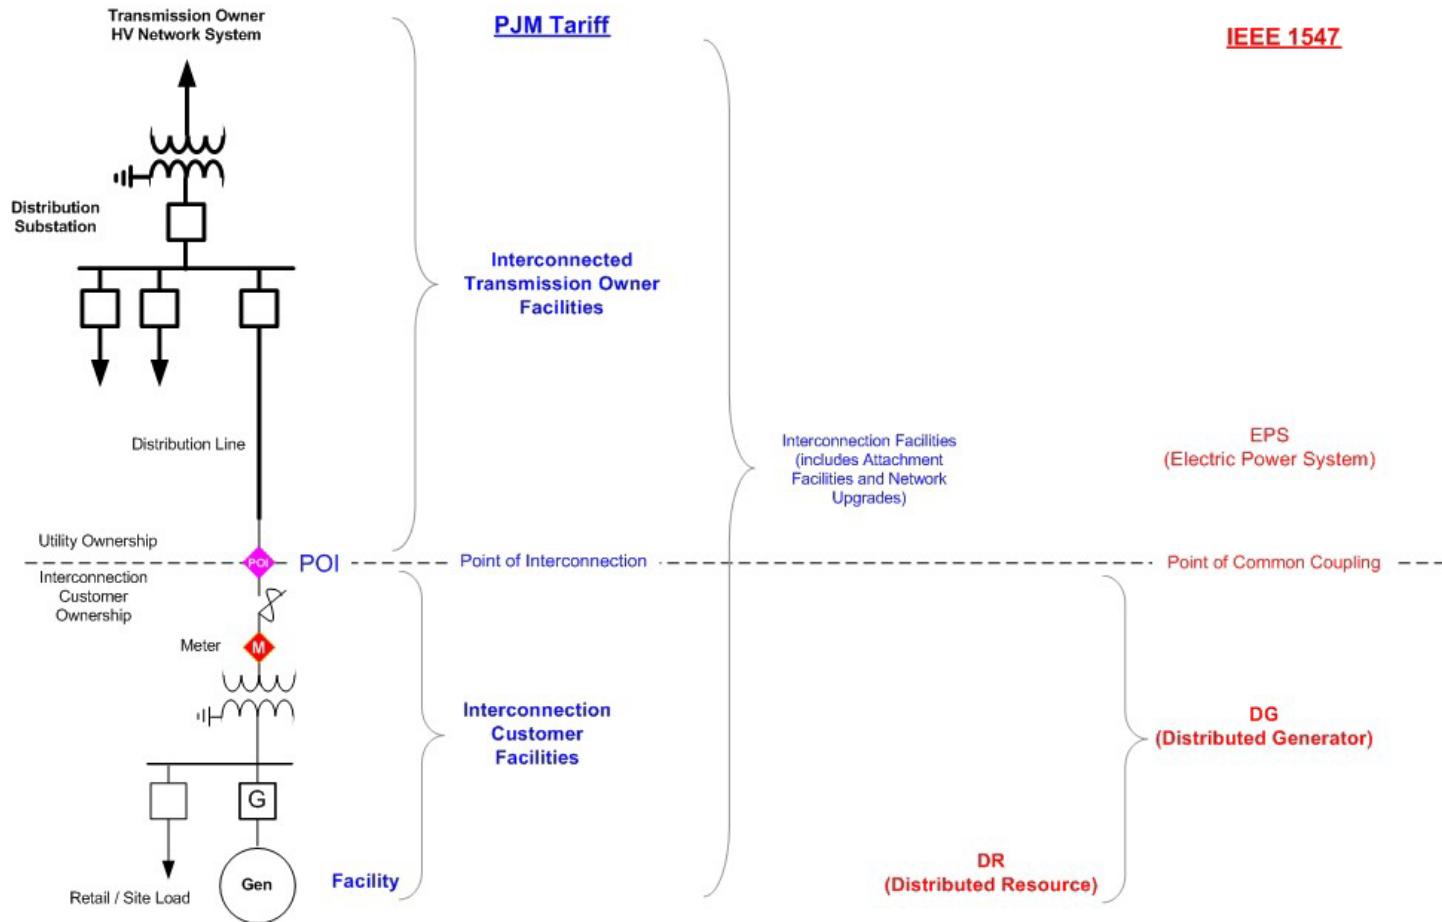 Transmission Owner
HV Network System
PJM Tariff
IEEE 1547
Distribution
Substation
Interconnected
Transmission Owner
Facilities
Distribution Line
Interconnection Facilities
(includes Attachment
Facilities and Network
Upgrades)
EPS
(Electric Power System)
Utility Ownership
POI
POI
Point of Interconnection
Point of Common Coupling
Interconnection
Customer
Ownership
Meter
M
Interconnection
Customer
Facilities
DG
(Distributed Generator)
G
Gen
Facility
DR
(Distributed Resource)
Retail / Site Load